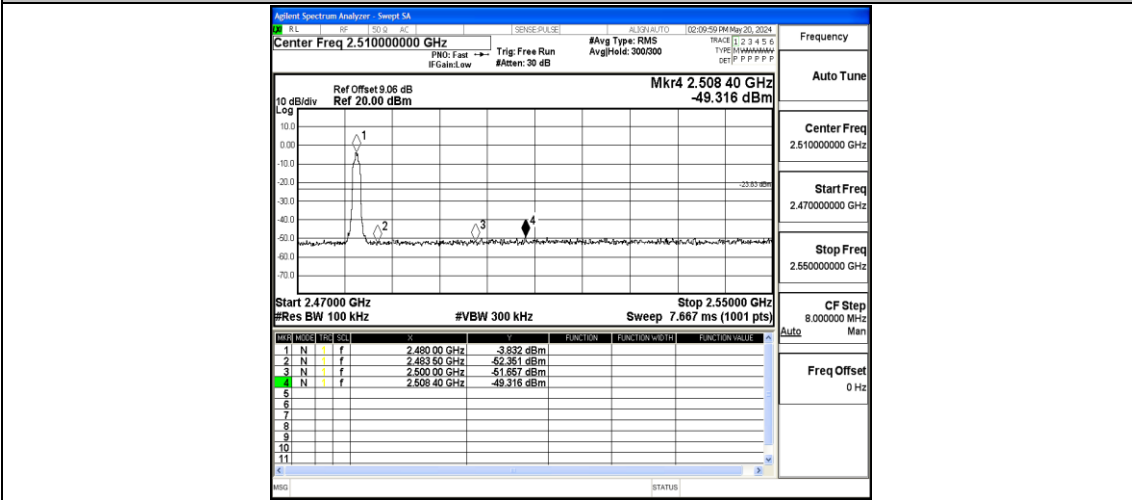 Agilent Spectrum Analyzer - Swept SA
RL RF 50 Ω AC SENSE:PULSE ALIGN AUTO 02:09:59 PM May 20, 2024
Center Freq 2.510000000 GHz
PNO: Fast
IFGain:Low
Trig: Free Run
#Atten: 30 dB
#Avg Type: RMS
Avg|Hold: 300/300
TRACE 1 2 3 4 5 6
TYPE MWWWWW
DET P P P P P P
Mkr4 2.508 40 GHz
-49.316 dBm
Ref Offset 9.06 dB
10 dB/div Ref 20.00 dBm
Log
10.0
0.00
-10.0
-20.0
-30.0
-40.0
-50.0
-60.0
-70.0
1
2
3
4
-23.83 dBm
Start 2.47000 GHz Stop 2.55000 GHz
#Res BW 100 kHz #VBW 300 kHz Sweep 7.667 ms (1001 pts)
MKR MODE TRC SCL X Y FUNCTION FUNCTION WIDTH FUNCTION VALUE
1 N 1 f 2.480 00 GHz -3.832 dBm
2 N 1 f 2.483 50 GHz -52.351 dBm
3 N 1 f 2.500 00 GHz -51.657 dBm
4 N 1 f 2.508 40 GHz -49.316 dBm
5
6
7
8
9
10
11
MSG STATUS
Frequency
Auto Tune
Center Freq
2.510000000 GHz
Start Freq
2.470000000 GHz
Stop Freq
2.550000000 GHz
CF Step
8.000000 MHz
Auto Man
Freq Offset
0 Hz